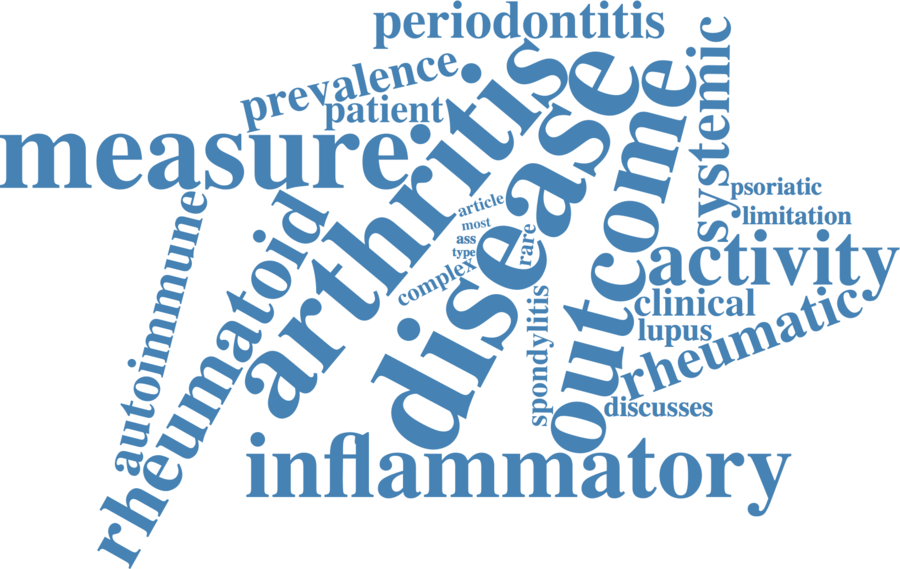 periodontitis
prevalence
patient
systemic
measure
arthritis
disease
outcome
psoriatic
limitation
article
most
ass
type
rare
complex
activity
autoimmune
rheumatoid
clinical
lupus
rheumatic
spondylitis
discusses
inflammatory